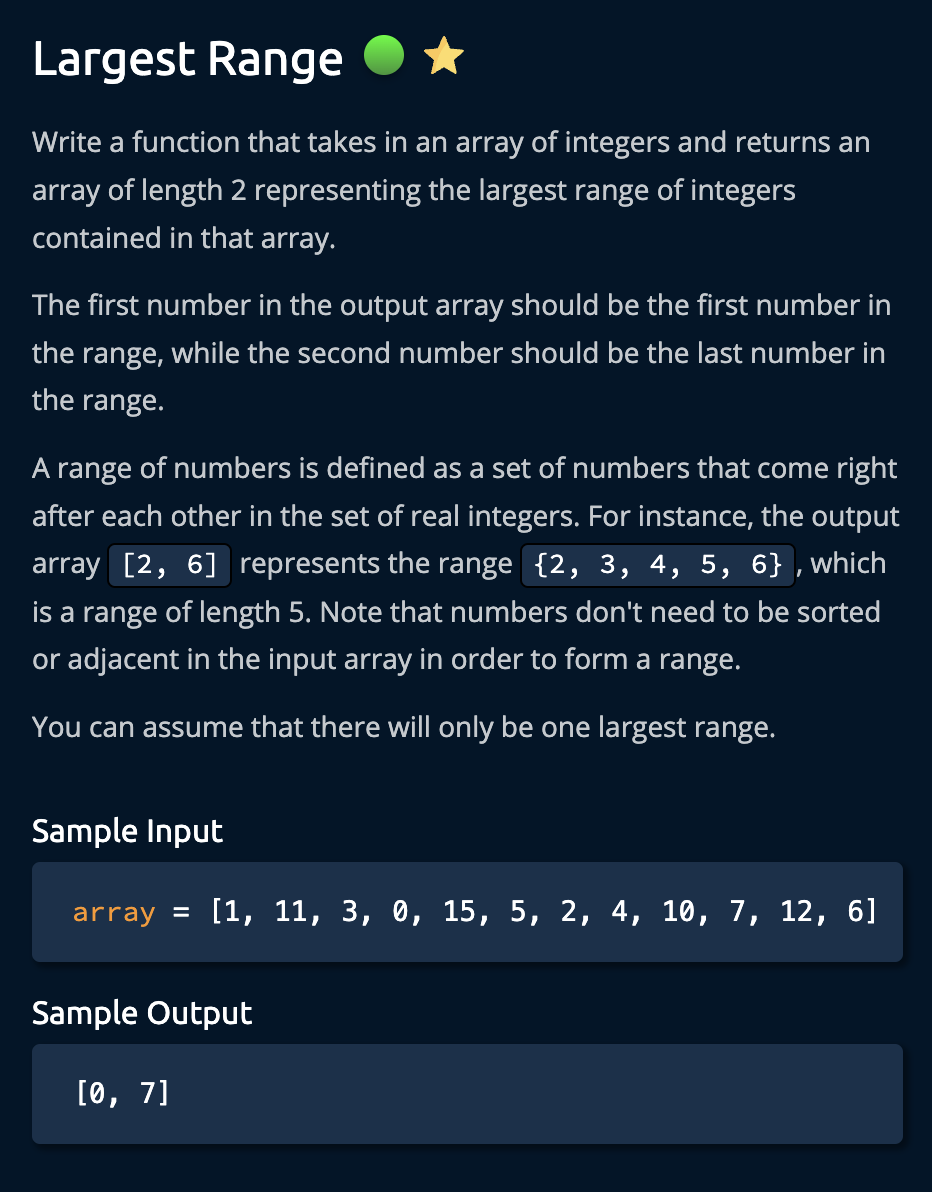 Largest Range
Write a function that takes in an array of integers and returns an
array of length 2 representing the largest range of integers
contained in that array.
The first number in the output array should be the first number in
the range, while the second number should be the last number in
the range.
A range of numbers is defined as a set of numbers that come right
after each other in the set of real integers. For instance, the output
array [2, 6] represents the range {2, 3, 4, 5, 6}, which
is a range of length 5. Note that numbers don't need to be sorted
or adjacent in the input array in order to form a range.
You can assume that there will only be one largest range.
Sample Input
array = [1, 11, 3, 0, 15, 5, 2, 4, 10, 7, 12, 6]
Sample Output
[0, 7]